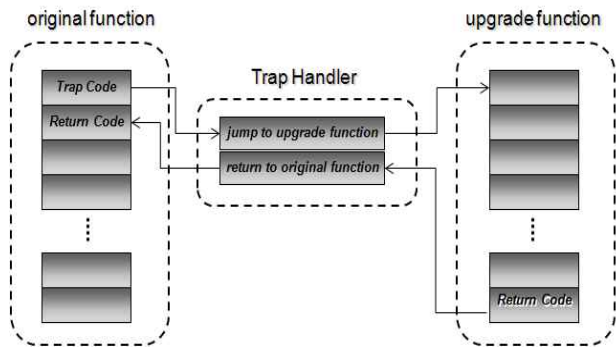 original function
upgrade function
Trap Handler
Trap Code
Return Code
jump to upgrade function
return to original function
Return Code